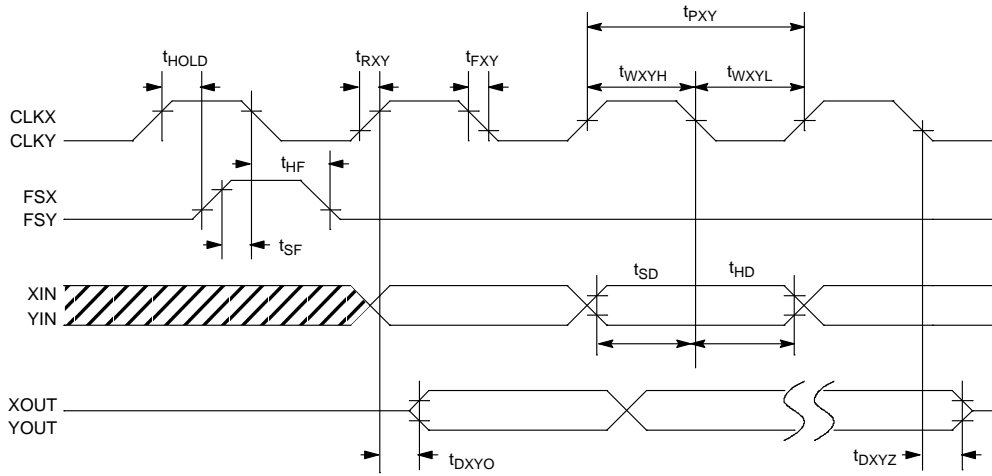 tPXY
tHOLD
tRXY
tFXY
tWXYH
tWXYL
CLKX
CLKY
tHF
FSX
FSY
tSF
tSD
tHD
XIN
YIN
XOUT
YOUT
tDXYO
tDXYZ